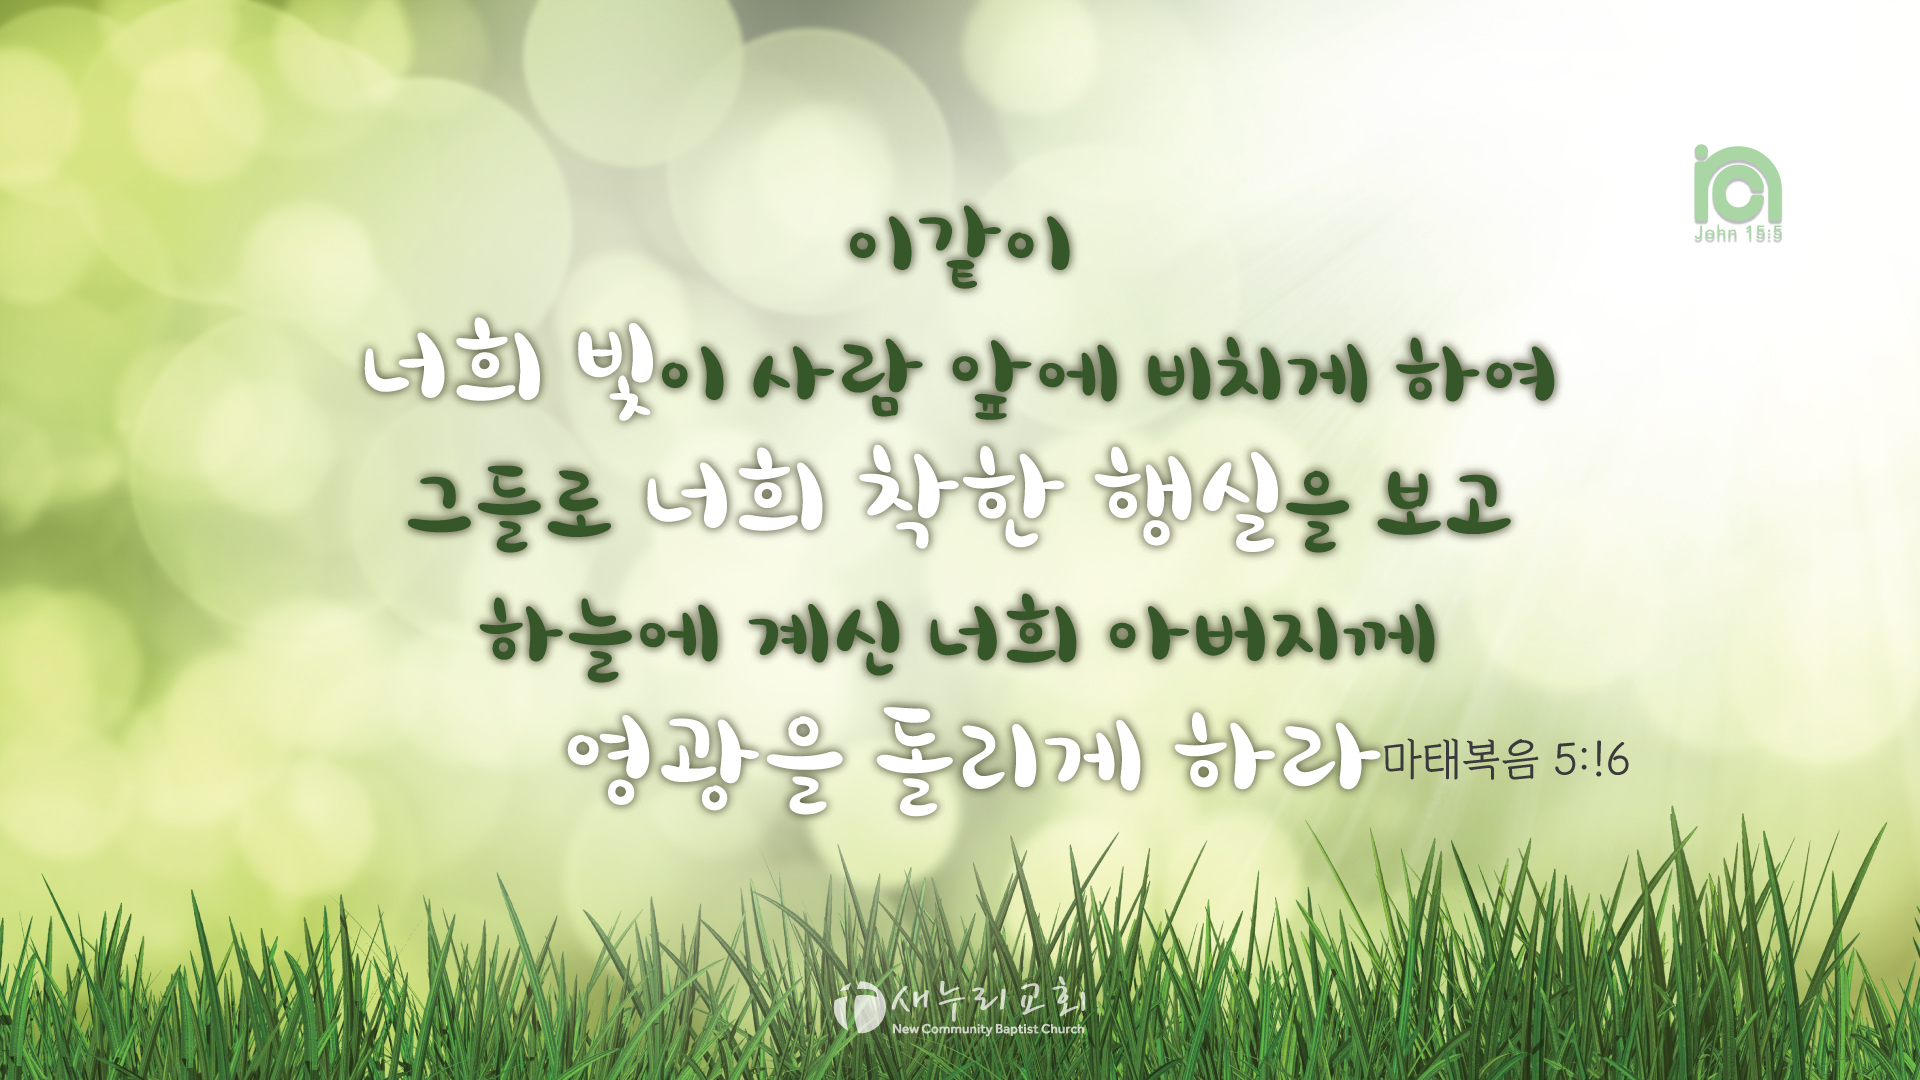 John 15:5
이같이
너희 빛이 사람 앞에 비치게 하여
그들로 너희 착한 행실을 보고
하늘에 계신 너희 아버지께
영광을 돌리게 하라 마태복음 5:!6
새누리교회
New Community Baptist Church